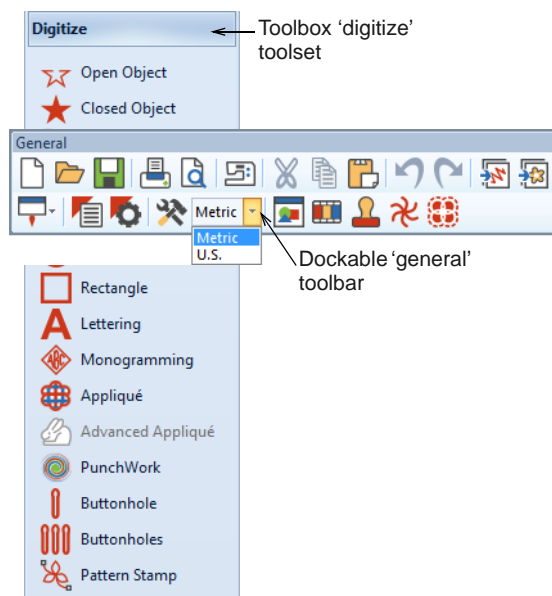 Digitize
Toolbox ‘digitize’
toolset
Open Object
Closed Object
General
Metric
Metric
U.S.
Dockable ‘general’
toolbar
Rectangle
A Lettering
ABC Monogramming
Appliqué
Advanced Appliqué
PunchWork
Buttonhole
Buttonholes
Pattern Stamp